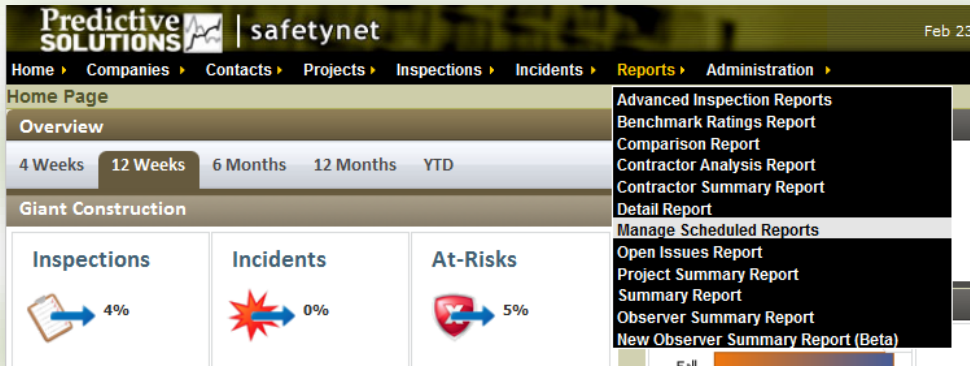 Predictive
SOLUTIONS
safetynet
Feb 23
Home Companies Contacts Projects Inspections Incidents Reports Administration
Home Page
Overview
4 Weeks 12 Weeks 6 Months 12 Months YTD
Giant Construction
Inspections
4%
Incidents
0%
At-Risks
5%
Advanced Inspection Reports
Benchmark Ratings Report
Comparison Report
Contractor Analysis Report
Contractor Summary Report
Detail Report
Manage Scheduled Reports
Open Issues Report
Project Summary Report
Summary Report
Observer Summary Report
New Observer Summary Report (Beta)